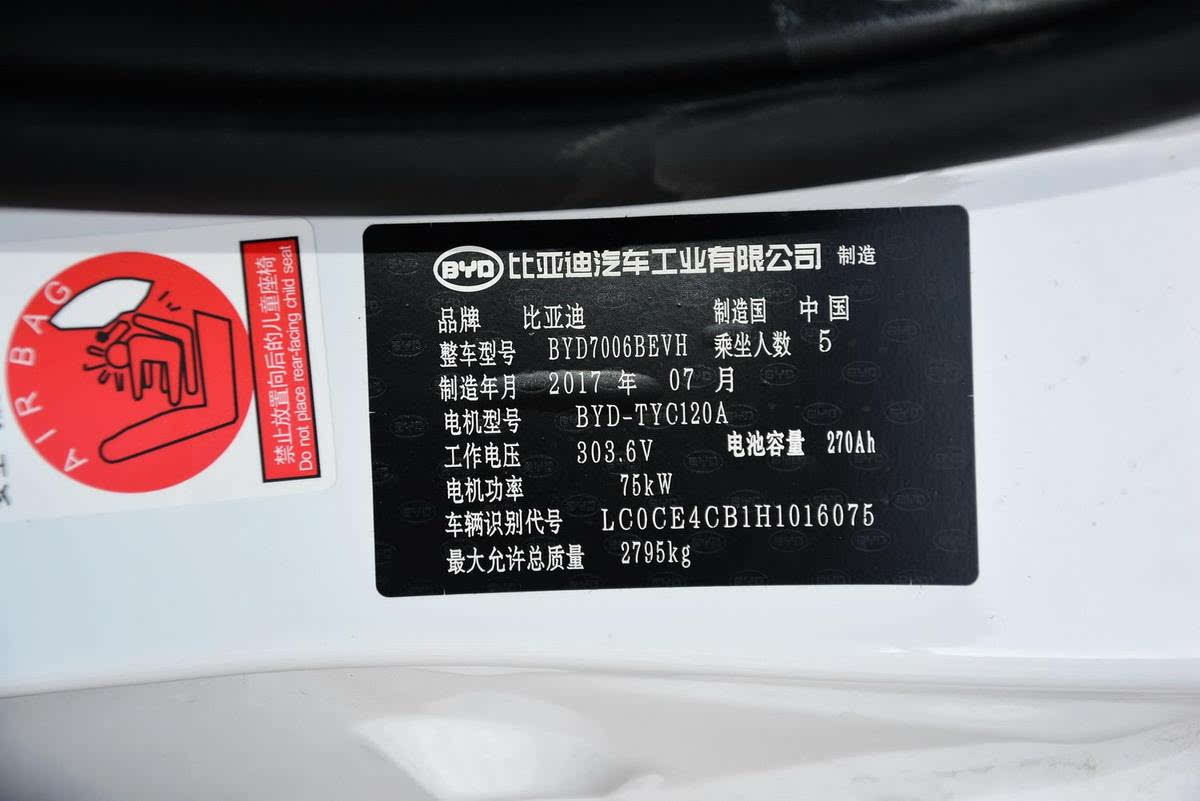 AIRBAG
禁止放置向后的儿童座椅
Do not place rear-facing child seat
BYD 比亚迪汽车工业有限公司 制造
品牌 比亚迪 制造国 中国
整车型号 BYD7006BEVH 乘坐人数 5
制造年月 2017 年 07 月
电机型号 BYD-TYC120A
工作电压 303.6V 电池容量 270Ah
电机功率 75kW
车辆识别代号 LC0CE4CB1H1016075
最大允许总质量 2795kg